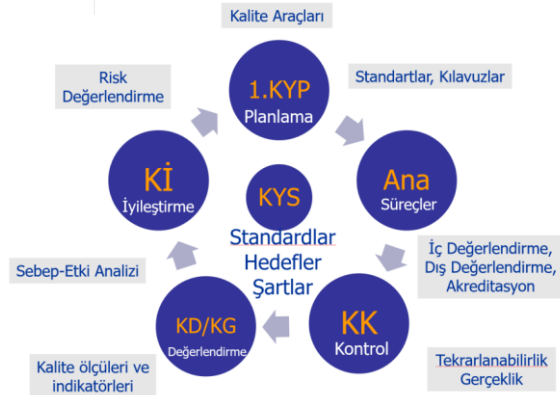 Kalite Araçları
Risk
Değerlendirme
1.KYP
Planlama
Standartlar, Kılavuzlar
Kİ
İyileştirme
KYS
Ana
Süreçler
Standardlar
Hedefler
Şartlar
Sebep-Etki Analizi
İç Değerlendirme,
Dış Değerlendirme,
Akreditasyon
KD/KG
Değerlendirme
KK
Kontrol
Kalite ölçüleri ve
indikatörleri
Tekrarlanabilirlik
Gerçeklik